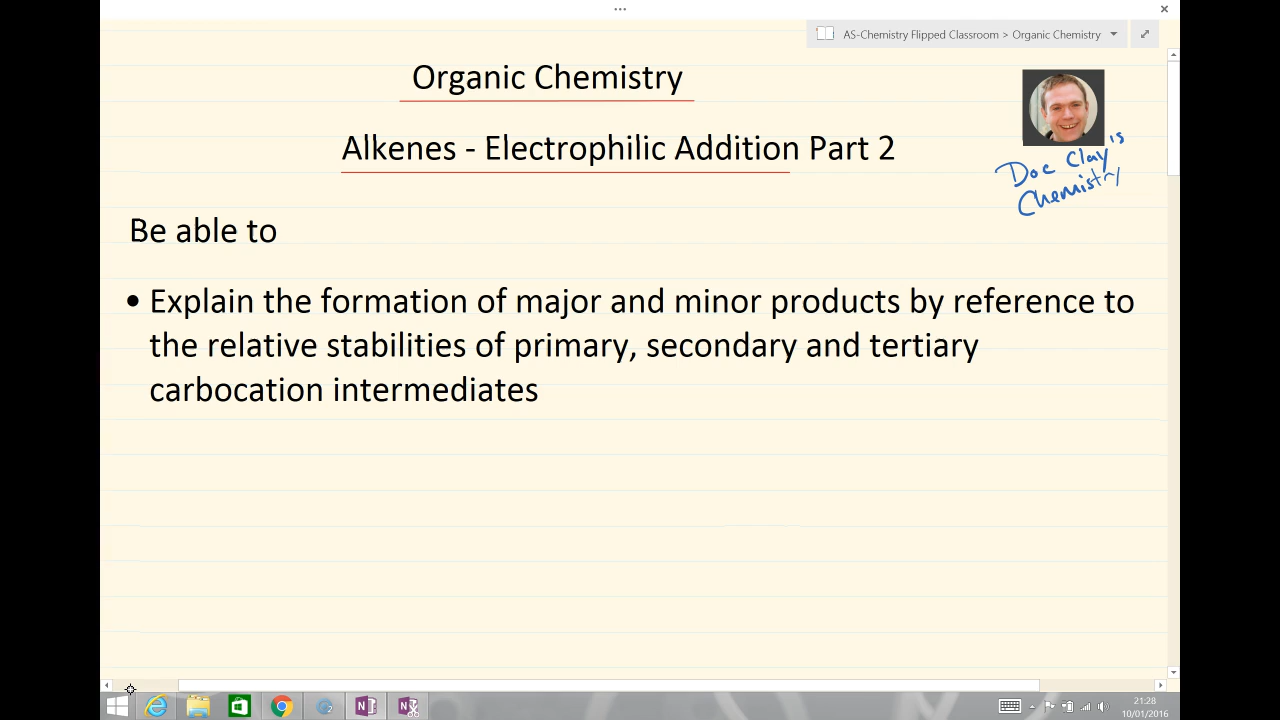 AS-Chemistry Flipped Classroom > Organic Chemistry
Organic Chemistry
Alkenes - Electrophilic Addition Part 2
Doc Clay's
Chemistry
Be able to
• Explain the formation of major and minor products by reference to
the relative stabilities of primary, secondary and tertiary
carbocation intermediates
21:28
10/01/2016